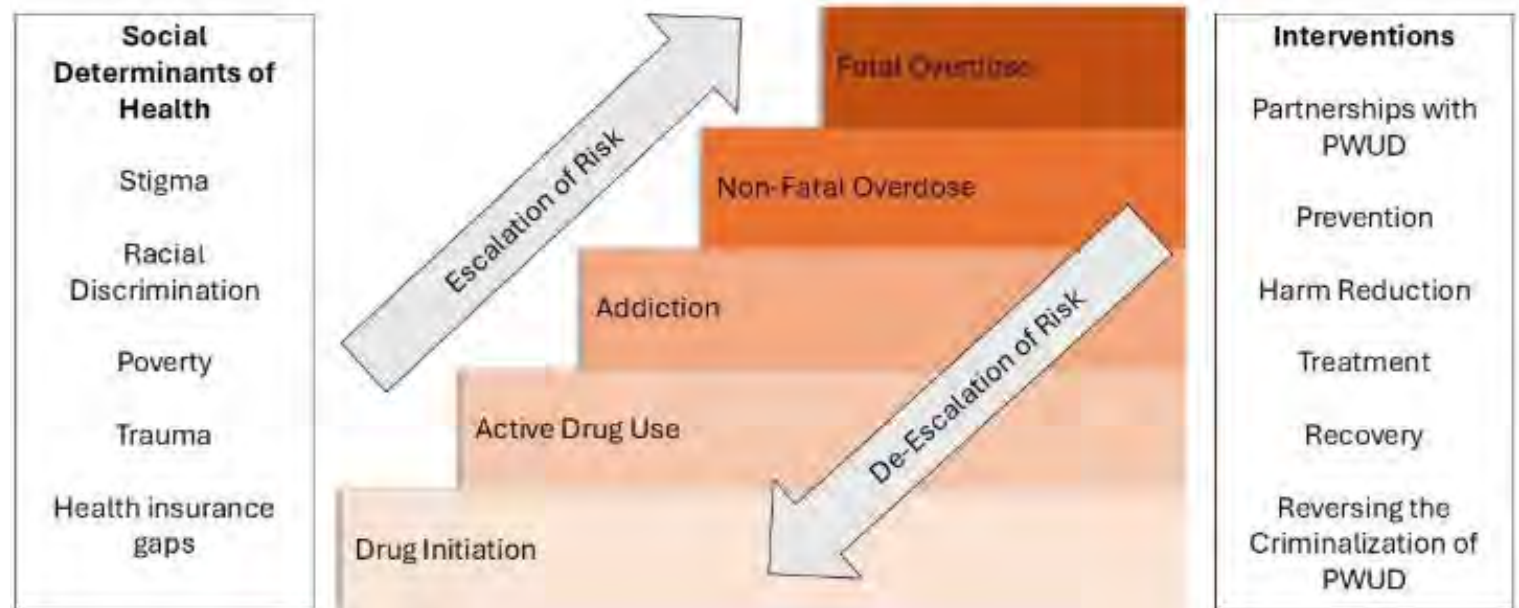 Social
Determinants of
Health
Stigma
Racial
Discrimination
Poverty
Trauma
Health insurance
gaps
Escalation of Risk
Fatal Overdose
Non-Fatal Overdose
Addiction
Active Drug Use
Drug Initiation
De-Escalation of Risk
Interventions
Partnerships with
PWUD
Prevention
Harm Reduction
Treatment
Recovery
Reversing the
Criminalization of
PWUD